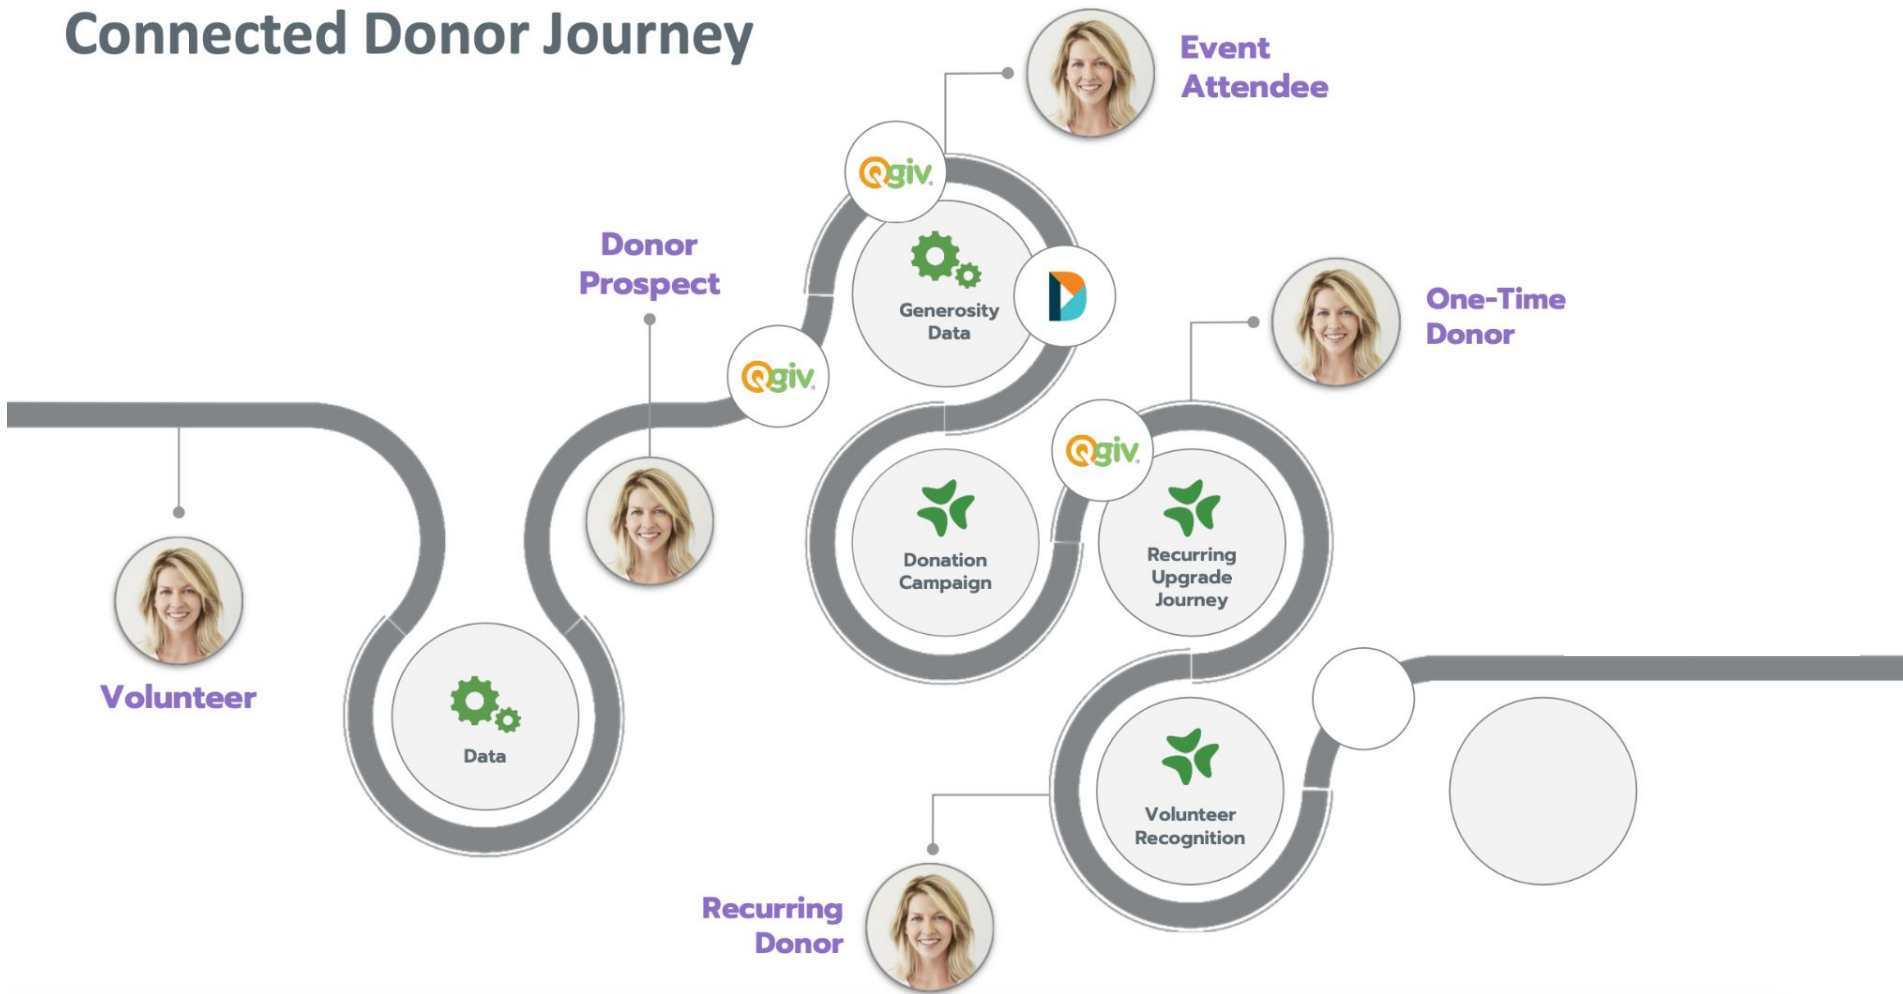 Connected Donor Journey
Event
Attendee
Qgiv
Donor
Prospect
Generosity
Data
One-Time
Donor
Qgiv
Qgiv
Donation
Campaign
Recurring
Upgrade
Journey
Volunteer
Data
Volunteer
Recognition
Recurring
Donor